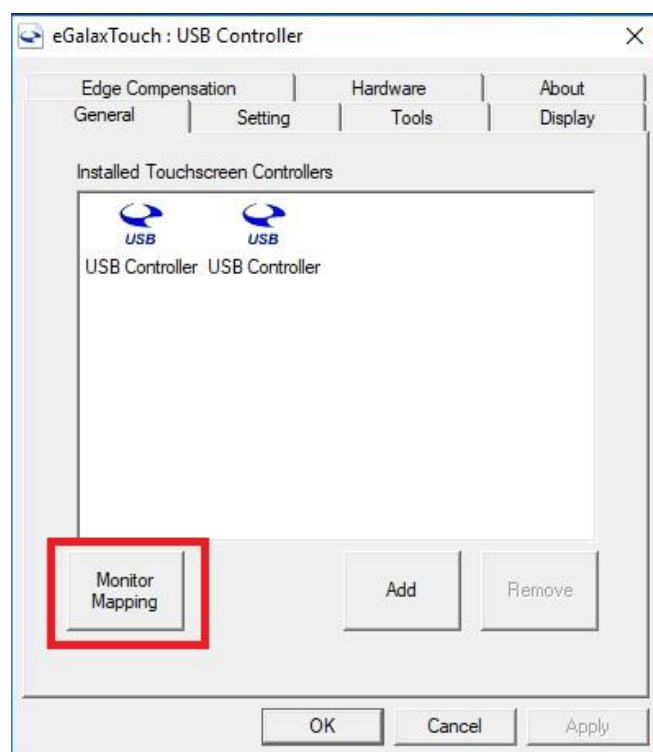 eGalaxTouch : USB Controller
Edge Compensation Hardware About
General Setting Tools Display
Installed Touchscreen Controllers
USB USB
USB Controller USB Controller
Monitor
Mapping
Add Remove
OK Cancel Apply